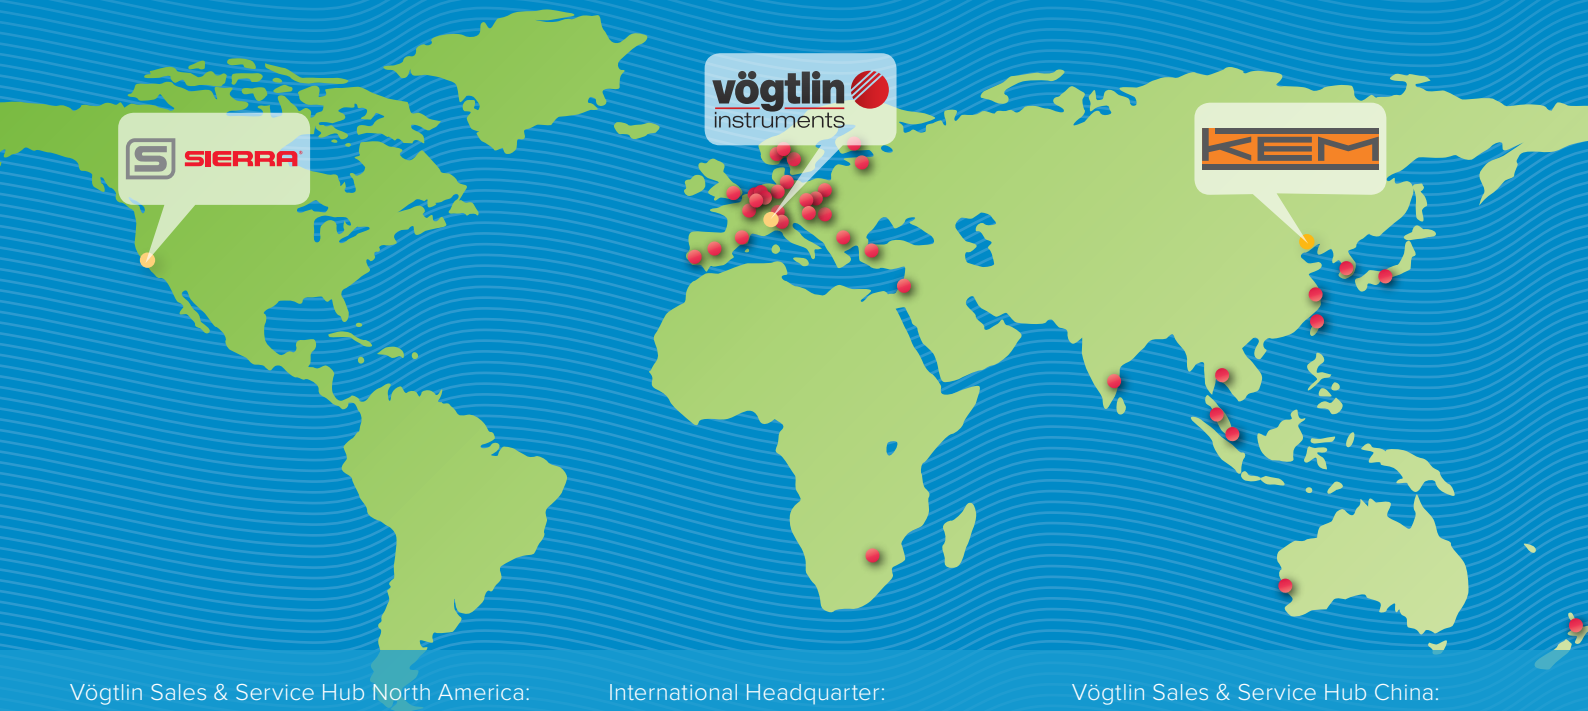 vögtlin
instruments
S SIERRA®
KEM
Vögtlin Sales & Service Hub North America:
International Headquarter:
Vögtlin Sales & Service Hub China: